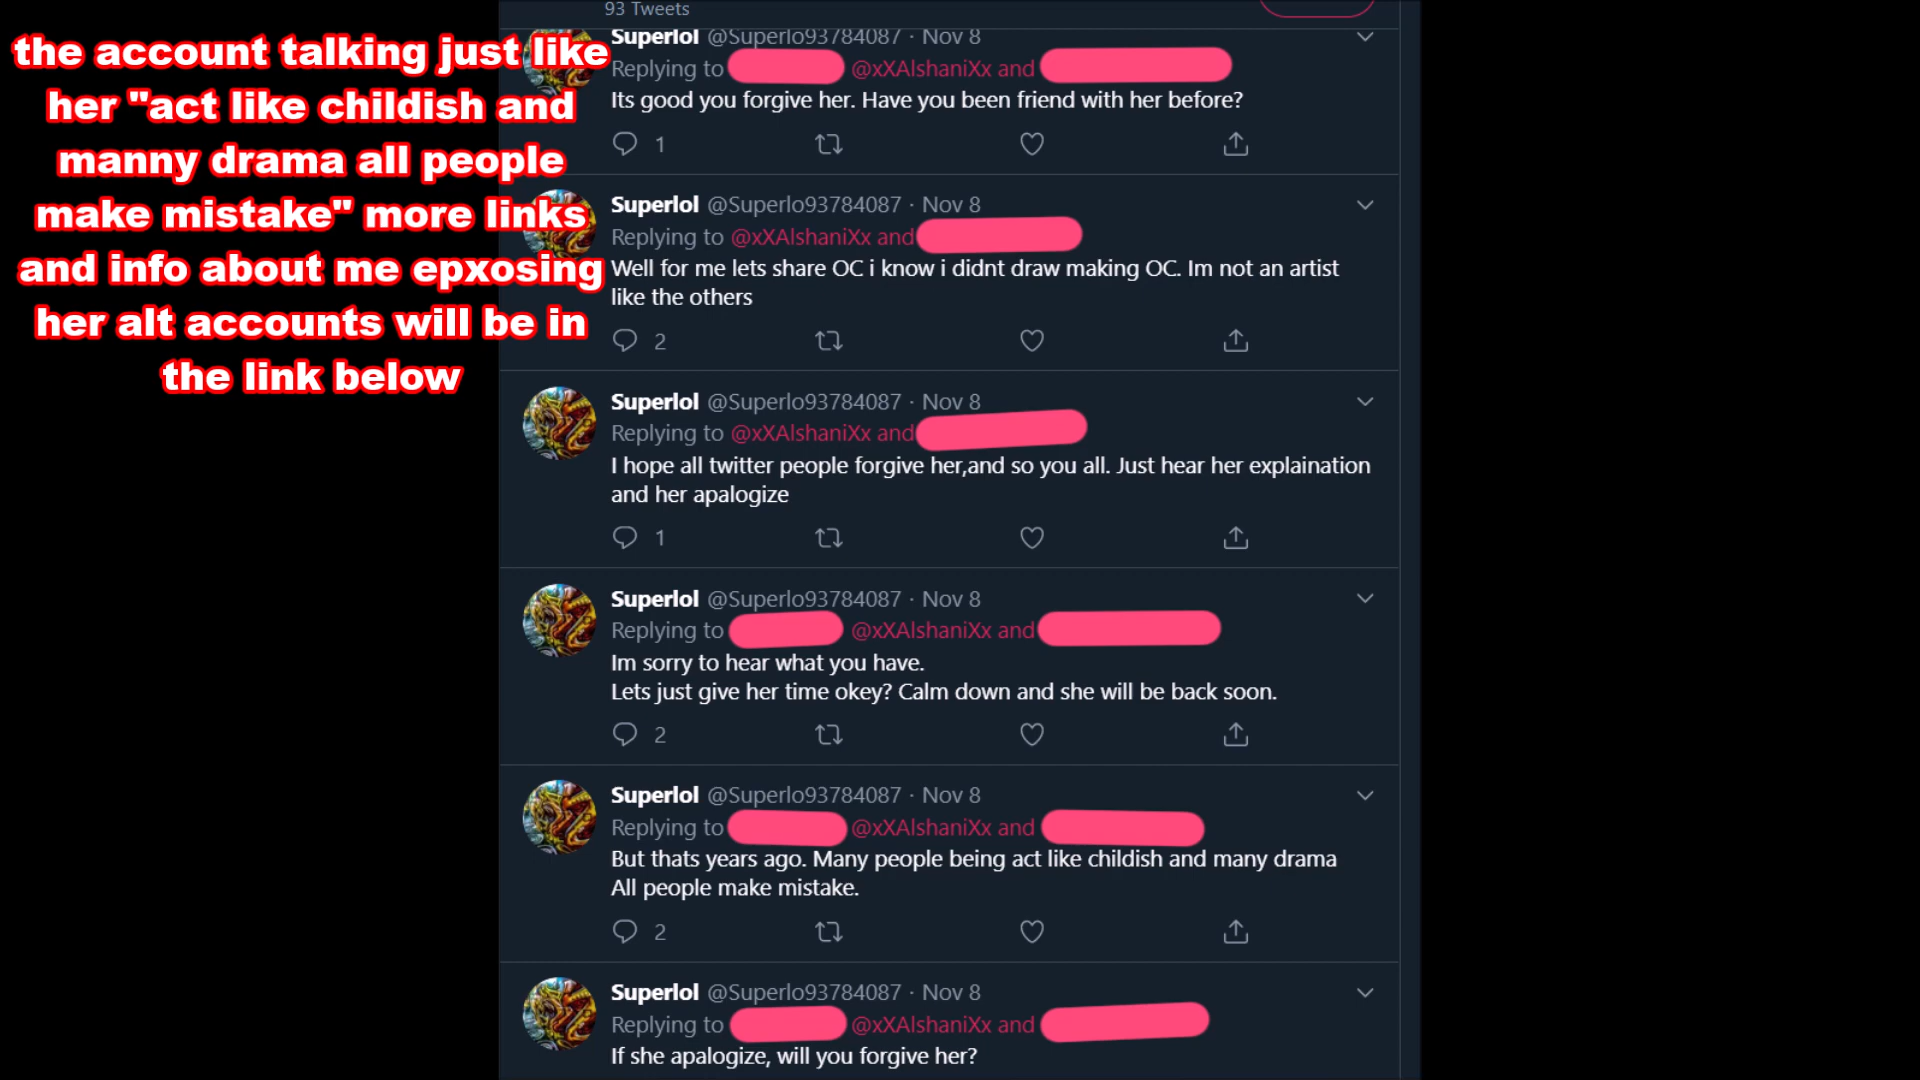 the account talking just like
her "act like childish and
manny drama all people
make mistake" more links
and info about me epxosing
her alt accounts will be in
the link below
93 Tweets
Superlol @Superlo93784087 · Nov 8
Replying to @xXAlshaniXx and
Its good you forgive her. Have you been friend with her before?
1
Superlol @Superlo93784087 · Nov 8
Replying to @xXAlshaniXx and
Well for me lets share OC i know i didnt draw making OC. Im not an artist
like the others
2
Superlol @Superlo93784087 · Nov 8
Replying to @xXAlshaniXx and
I hope all twitter people forgive her,and so you all. Just hear her explaination
and her apalogize
1
Superlol @Superlo93784087 · Nov 8
Replying to @xXAlshaniXx and
Im sorry to hear what you have.
Lets just give her time okey? Calm down and she will be back soon.
2
Superlol @Superlo93784087 · Nov 8
Replying to @xXAlshaniXx and
But thats years ago. Many people being act like childish and many drama
All people make mistake.
2
Superlol @Superlo93784087 · Nov 8
Replying to @xXAlshaniXx and
If she apalogize, will you forgive her?